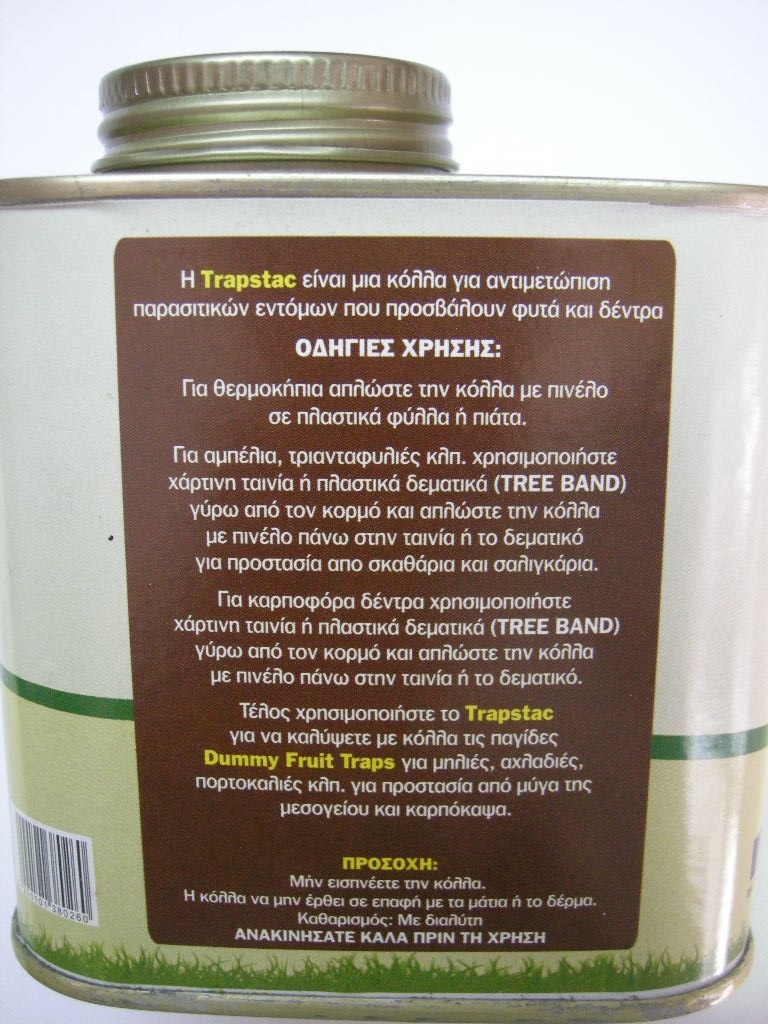 Η Trapstac είναι μια κόλλα για αντιμετώπιση
παρασιτικών εντόμων που προσβάλουν φυτά και δέντρα
ΟΔΗΓΙΕΣ ΧΡΗΣΗΣ:
Για θερμοκήπια απλώστε την κόλλα με πινέλο
σε πλαστικά φύλλα ή πιάτα.
Για αμπέλια, τριανταφυλιές κλπ. χρησιμοποιήστε
χάρτινη ταινία ή πλαστικά δεματικά (TREE BAND)
γύρω από τον κορμό και απλώστε την κόλλα
με πινέλο πάνω στην ταινία ή το δεματικό
για προστασία απο σκαθάρια και σαλιγκάρια.
Για καρποφόρα δέντρα χρησιμοποιήστε
χάρτινη ταινία ή πλαστικά δεματικά (TREE BAND)
γύρω από τον κορμό και απλώστε την κόλλα
με πινέλο πάνω στην ταινία ή το δεματικό.
Τέλος χρησιμοποιήστε το Trapstac
για να καλύψετε με κόλλα τις παγίδες
Dummy Fruit Traps για μηλιές, αχλαδιές,
πορτοκαλιές κλπ. για προστασία από μύγα της
μεσογείου και καρπόκαψα.
ΠΡΟΣΟΧΗ:
Μήν εισπνέετε την κόλλα.
Η κόλλα να μην έρθει σε επαφή με τα μάτια ή το δέρμα.
Καθαρισμός: Με διαλύτη
ΑΝΑΚΙΝΗΣΑΤΕ ΚΑΛΑ ΠΡΙΝ ΤΗ ΧΡΗΣΗ
380260